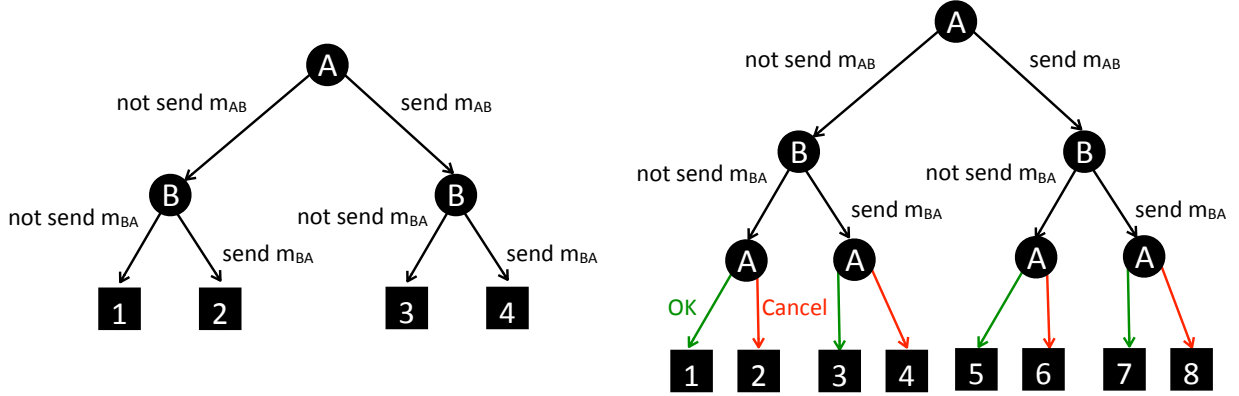 A
not send mAB
send mAB
B
B
not send mBA
send mBA
not send mBA
send mBA
1
2
3
4
A
not send mAB
send mAB
B
B
not send mBA
send mBA
not send mBA
send mBA
A
A
A
A
OK
Cancel
1
2
3
4
5
6
7
8